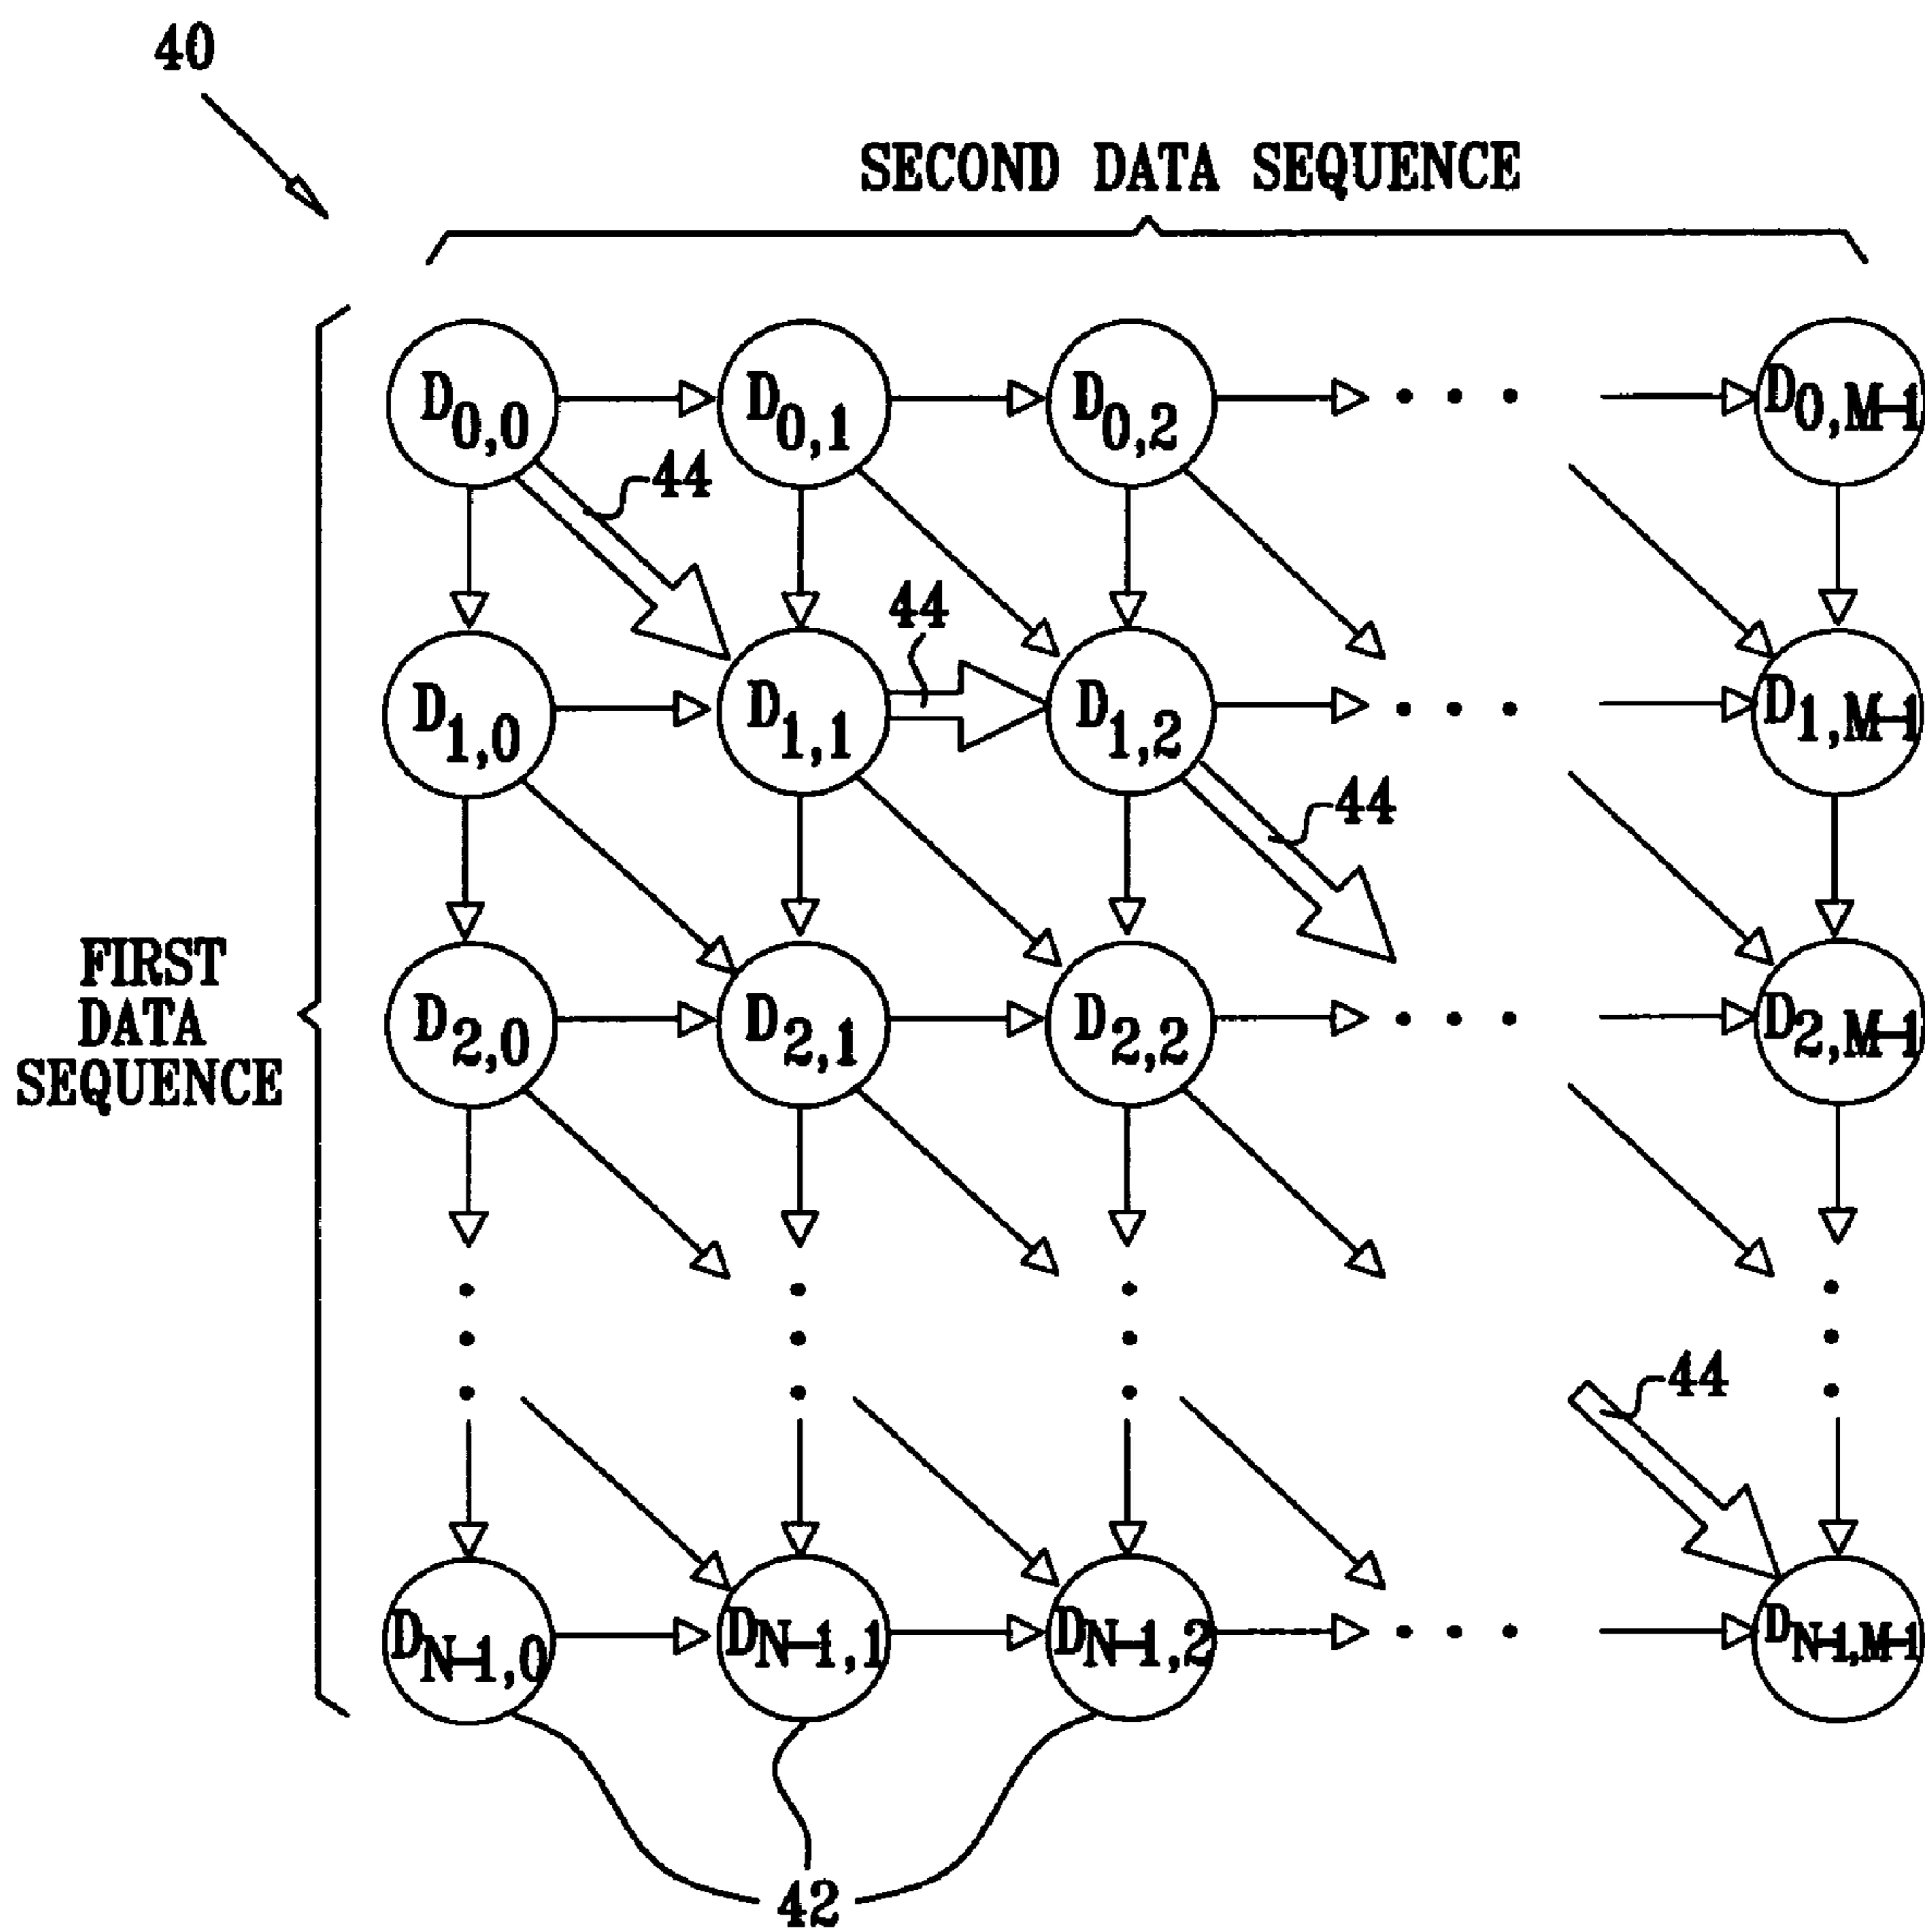 40
SECOND DATA SEQUENCE
D0,0 D0,1 D0,2 . . . D0,M-1
44
44
D1,0 D1,1 D1,2 . . . D1,M-1
44
FIRST
DATA
SEQUENCE
D2,0 D2,1 D2,2 . . . D2,M-1
44
DN-1,0 DN-1,1 DN-1,2 . . . DN-1,M-1
42